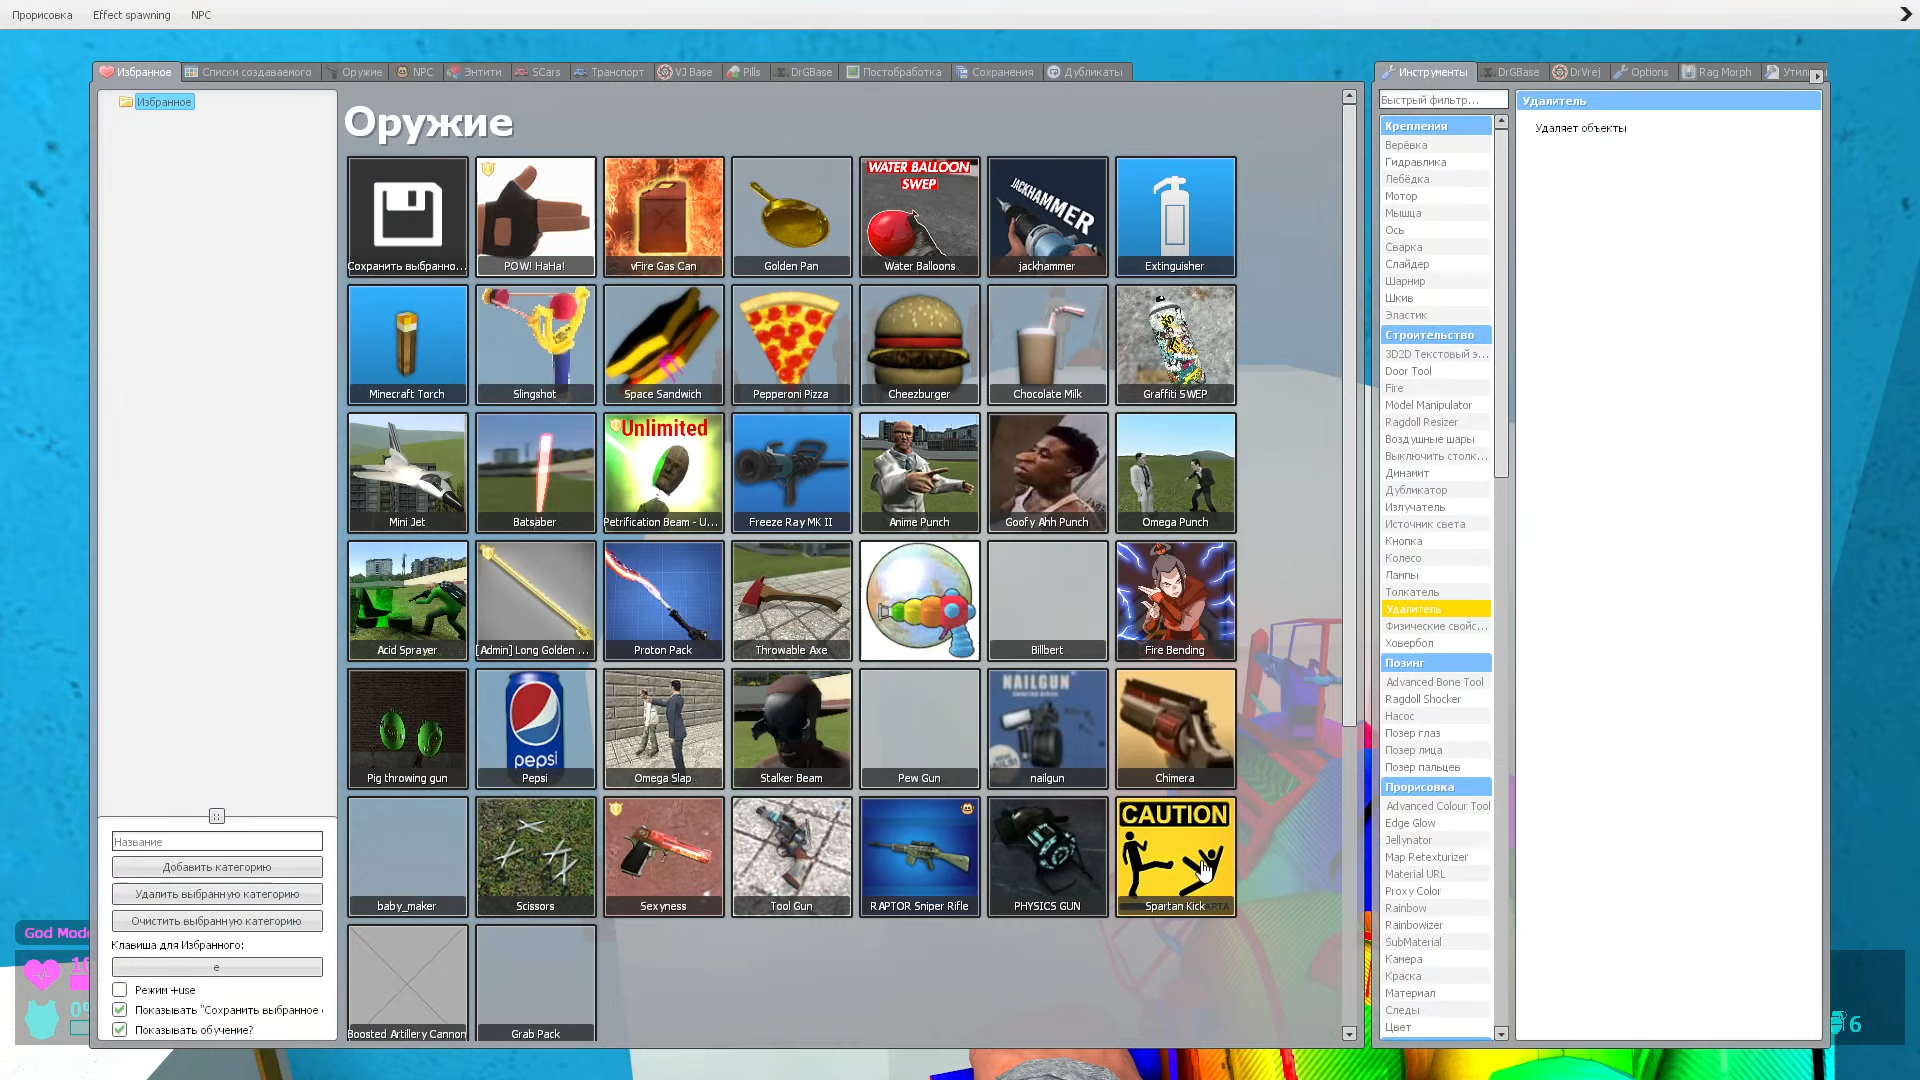 Прорисовка Effect spawning NPC
Избранное Списки создаваемого Оружие NPC Энтити SCars Транспорт VJ Base Pills DrGBase Постобработка Сохранения Дубликаты
Инструменты DrGBase DrVrej Options Rag Morph Утили
Избранное
Оружие
Сохранить выбранно...
POW! HaHa!
vFire Gas Can
Golden Pan
WATER BALLOON
SWEP
Water Balloons
JACKHAMMER
jackhammer
Extinguisher
Minecraft Torch
Slingshot
Space Sandwich
Pepperoni Pizza
Cheezburger
Chocolate Milk
Graffiti SWEP
Mini Jet
Batsaber
Unlimited
Petrification Beam - U...
Freeze Ray MK II
Anime Punch
Goofy Ahh Punch
Omega Punch
Acid Sprayer
[Admin] Long Golden ...
Proton Pack
Throwable Axe
Billbert
Fire Bending
Pig throwing gun
pepsi
Pepsi
Omega Slap
Stalker Beam
Pew Gun
NAILGUN
nailgun
Chimera
baby_maker
Scissors
Sexyness
Tool Gun
RAPTOR Sniper Rifle
PHYSICS GUN
CAUTION
Spartan Kick
Boosted Artillery Cannon
Grab Pack
Название
Добавить категорию
Удалить выбранную категорию
Очистить выбранную категорию
Клавиша для Избранного:
e
Режим +use
Показывать "Сохранить выбранное
Показывать обучение?
God Mode
Быстрый фильтр...
Крепления
Верёвка
Гидравлика
Лебёдка
Мотор
Мышца
Ось
Сварка
Слайдер
Шарнир
Шкив
Эластик
Строительство
3D2D Текстовый э...
Door Tool
Fire
Model Manipulator
Ragdoll Resizer
Воздушные шары
Выключить столк...
Динамит
Дубликатор
Излучатель
Источник света
Кнопка
Колесо
Лампы
Толкатель
Удалитель
Физические свойс...
Ховербол
Позинг
Advanced Bone Tool
Ragdoll Shocker
Насос
Позер глаз
Позер лица
Позер пальцев
Прорисовка
Advanced Colour Tool
Edge Glow
Jellynator
Map Retexturizer
Material URL
Proxy Color
Rainbow
Rainbowizer
SubMaterial
Камера
Краска
Материал
Следы
Цвет
Удалитель
Удаляет объекты
6